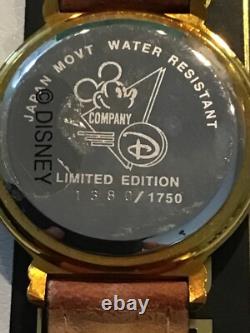 JAPAN MOVT WATER RESISTANT
© DISNEY
COMPANY
D
LIMITED EDITION
1380/1750